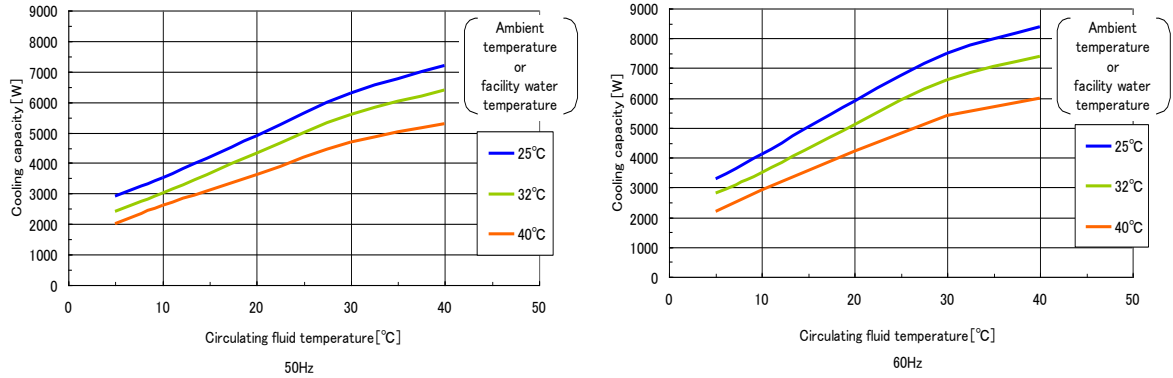 9000
8000
7000
6000
5000
4000
3000
2000
1000
0
Cooling capacity[W]
0 10 20 30 40 50
Circulating fluid temperature[℃]
50Hz
Ambient
temperature
or
facility water
temperature
25℃
32℃
40℃
9000
8000
7000
6000
5000
4000
3000
2000
1000
0
Cooling capacity[W]
0 10 20 30 40 50
Circulating fluid temperature[℃]
60Hz
Ambient
temperature
or
facility water
temperature
25℃
32℃
40℃